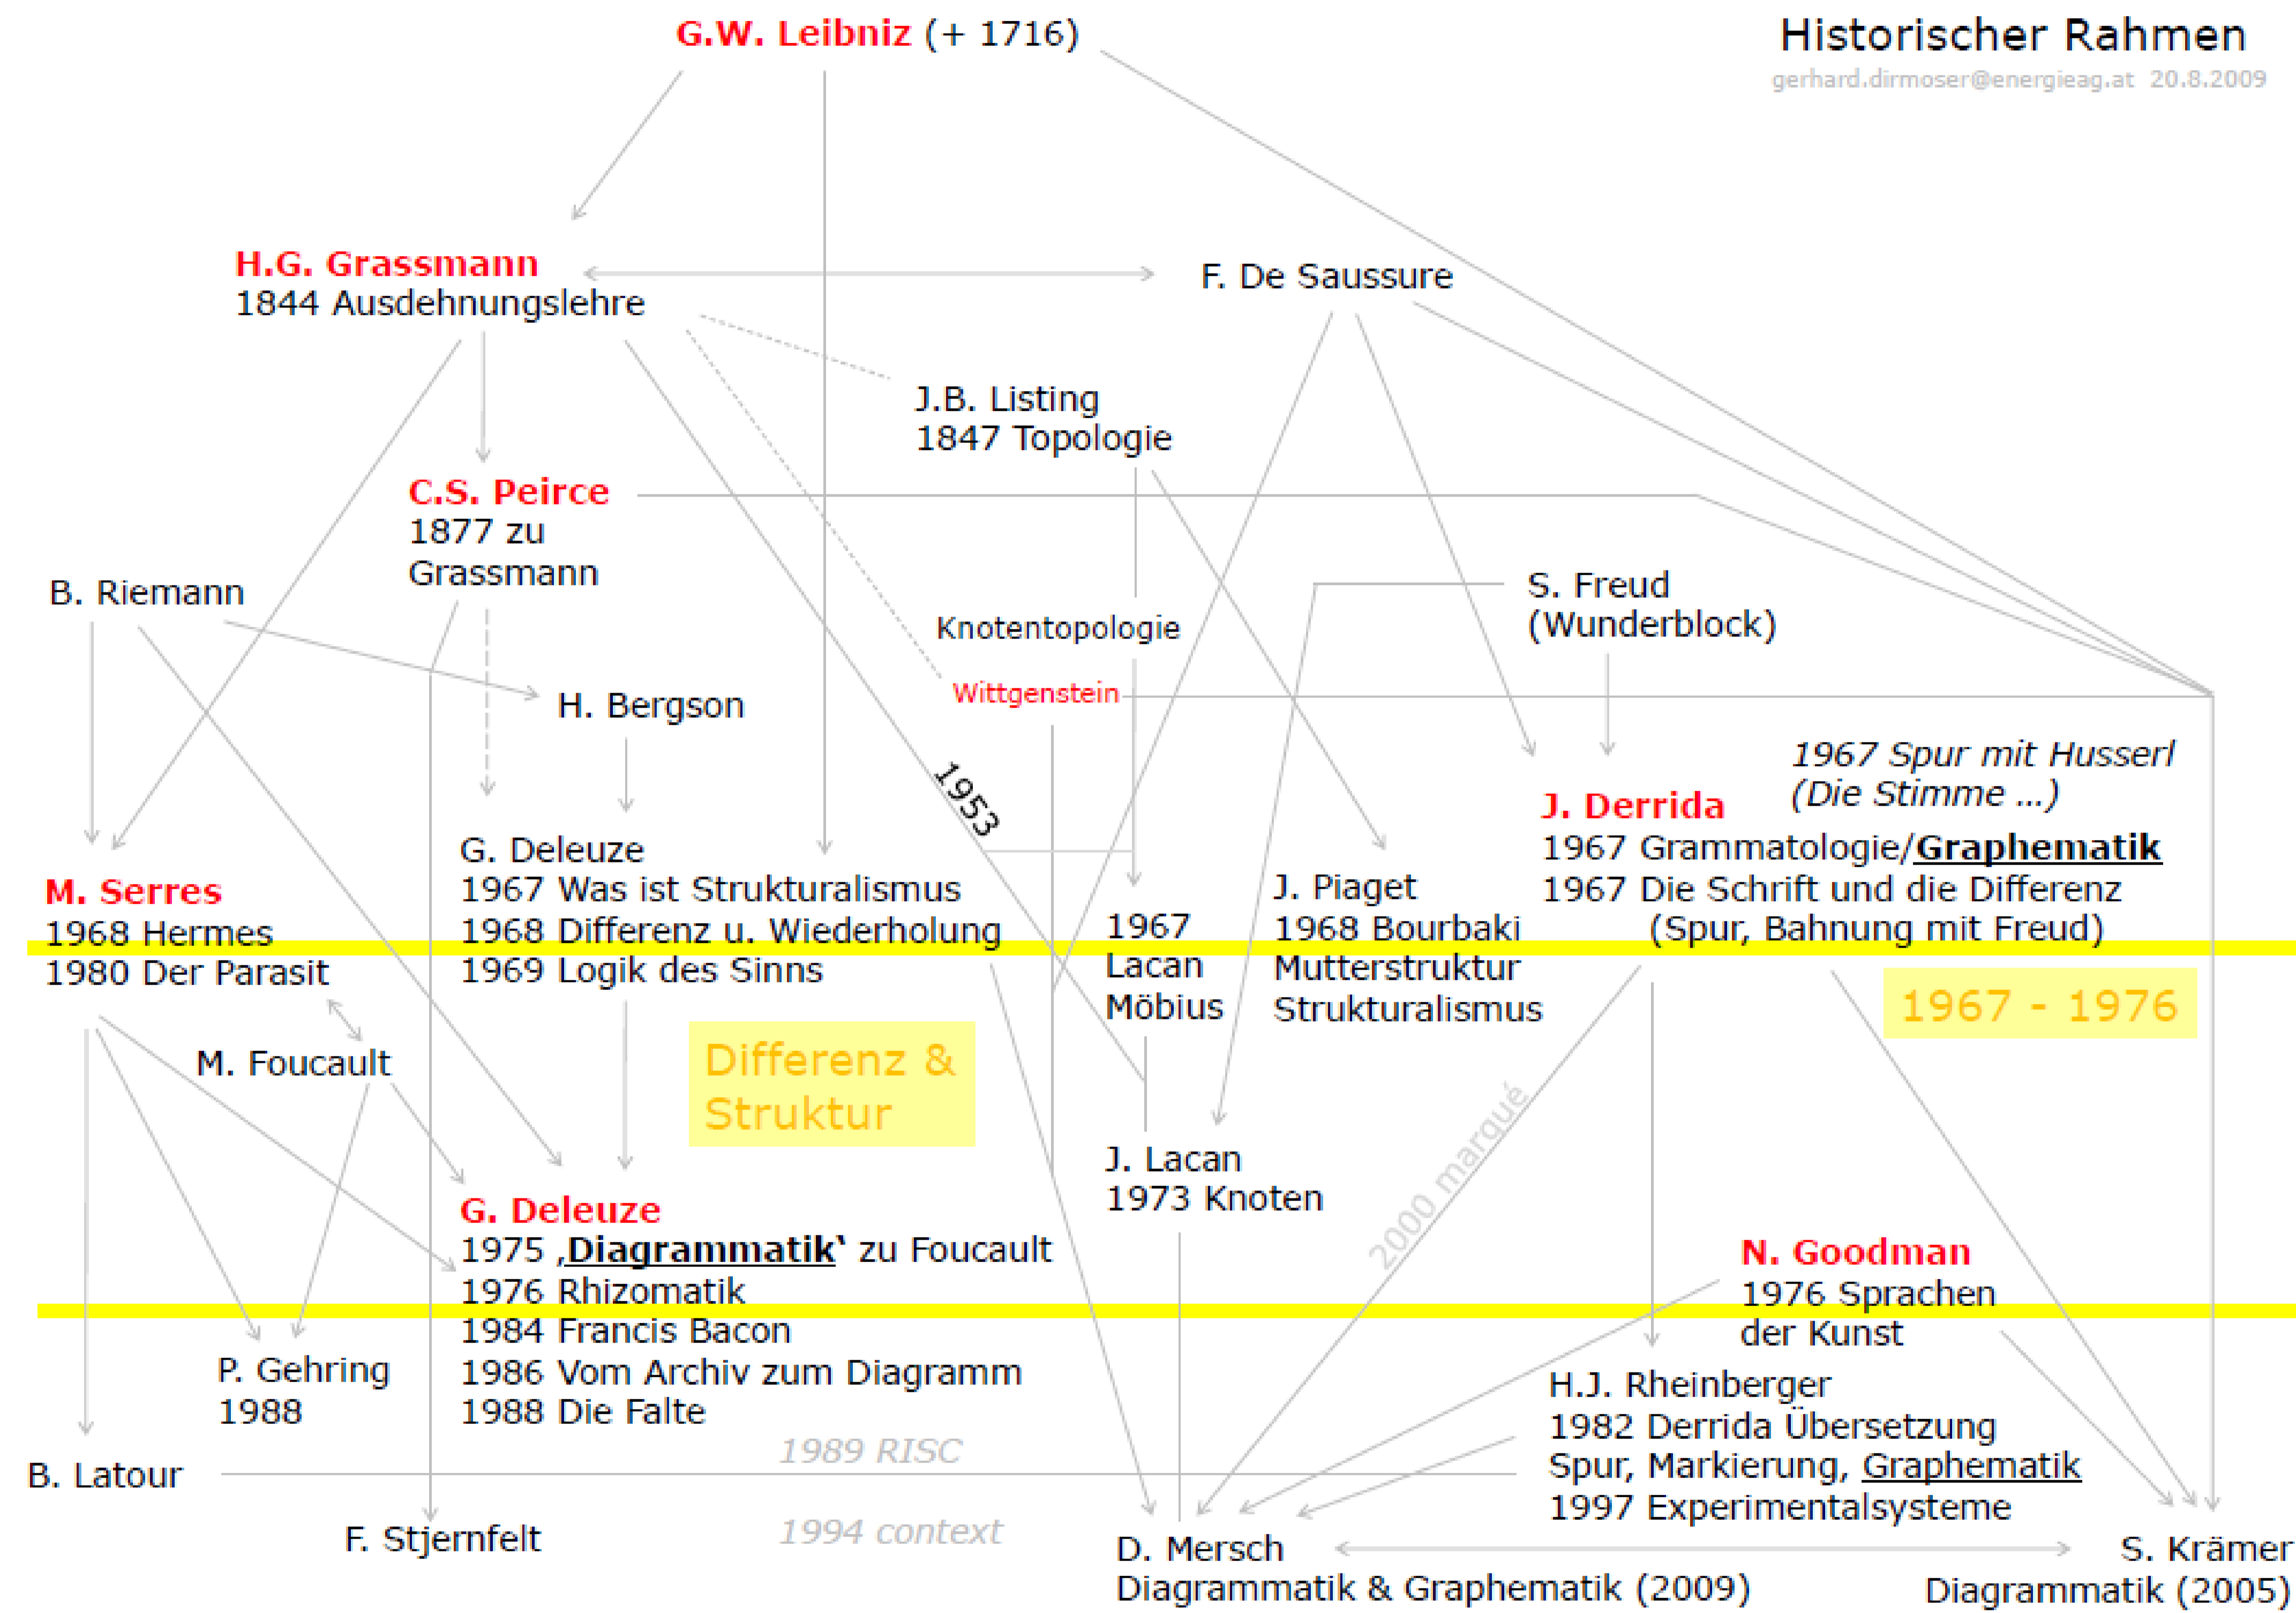 G.W. Leibniz (+ 1716)
Historischer Rahmen
gerhard.dirmoser@energieag.at 20.8.2009
H.G. Grassmann
1844 Ausdehnungslehre
F. De Saussure
J.B. Listing
1847 Topologie
C.S. Peirce
1877 zu
Grassmann
B. Riemann
S. Freud
(Wunderblock)
Knotentopologie
Wittgenstein
H. Bergson
1953
1967 Spur mit Husserl
(Die Stimme ...)
J. Derrida
1967 Grammatologie/Graphematik
1967 Die Schrift und die Differenz
(Spur, Bahnung mit Freud)
G. Deleuze
1967 Was ist Strukturalismus
1968 Differenz u. Wiederholung
1969 Logik des Sinns
M. Serres
1968 Hermes
1980 Der Parasit
1967
Lacan
Möbius
J. Piaget
1968 Bourbaki
Mutterstruktur
Strukturalismus
1967 - 1976
M. Foucault
Differenz &
Struktur
2000 marqué
J. Lacan
1973 Knoten
G. Deleuze
1975 ‚Diagrammatik‘ zu Foucault
1976 Rhizomatik
1984 Francis Bacon
1986 Vom Archiv zum Diagramm
1988 Die Falte
N. Goodman
1976 Sprachen
der Kunst
P. Gehring
1988
H.J. Rheinberger
1982 Derrida Übersetzung
Spur, Markierung, Graphematik
1997 Experimentalsysteme
1989 RISC
B. Latour
1994 context
F. Stjernfelt
D. Mersch
Diagrammatik & Graphematik (2009)
S. Krämer
Diagrammatik (2005)